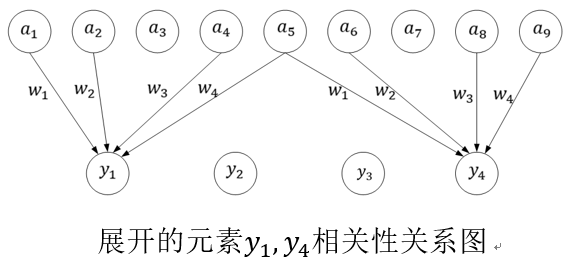 a₁ a₂ a₃ a₄ a₅ a₆ a₇ a₈ a₉
w₁ w₂ w₃ w₄ w₁ w₂ w₃ w₄
y₁ y₂ y₃ y₄
展开的元素y₁, y₄相关性关系图